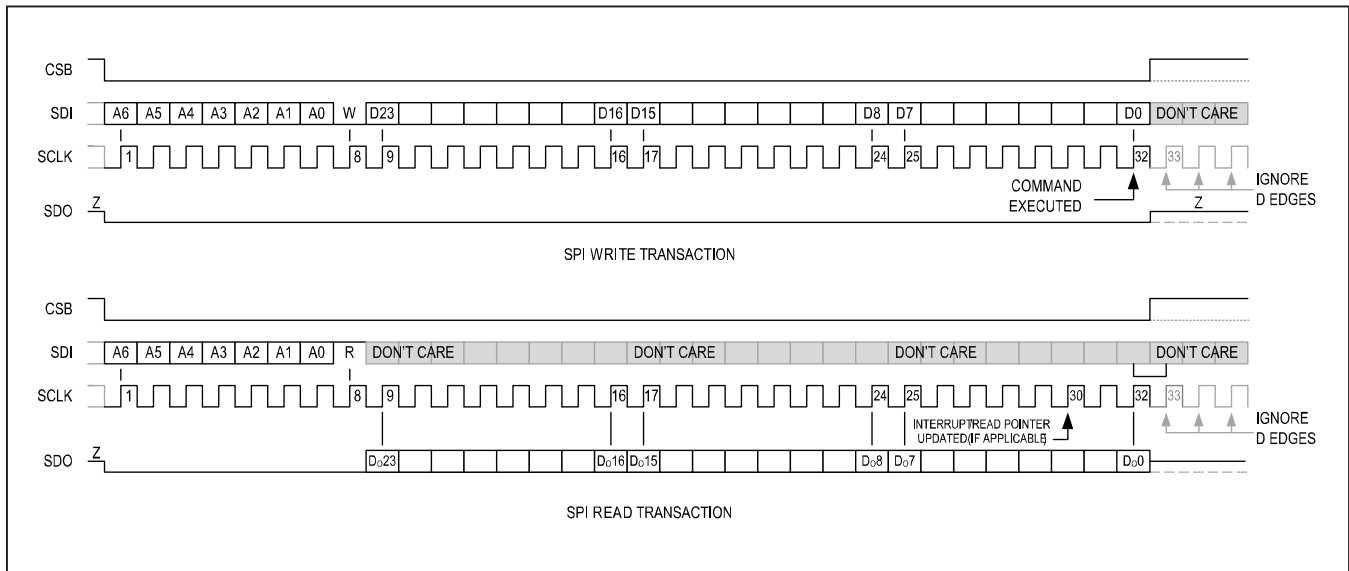 CSB
SDI A6 A5 A4 A3 A2 A1 A0 W D23 D16 D15 D8 D7 D0 DON'T CARE
SCLK 1 8 9 16 17 24 25 32 33
COMMAND
EXECUTED
IGNORE
D EDGES
SDO Z Z
SPI WRITE TRANSACTION
CSB
SDI A6 A5 A4 A3 A2 A1 A0 R DON'T CARE DON'T CARE DON'T CARE DON'T CARE
SCLK 1 8 9 16 17 24 25 30 32 33
INTERRUPT/READ POINTER
UPDATED(IF APPLICABLE)
IGNORE
D EDGES
SDO Z Do23 Do16 Do15 Do8 Do7 Do0
SPI READ TRANSACTION